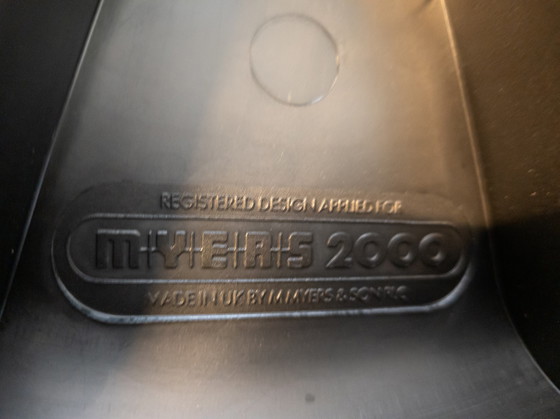 REGISTERED DESIGN APPLIED FOR
MYERS 2000
MADE IN UK BY M.MYERS & SON PLC